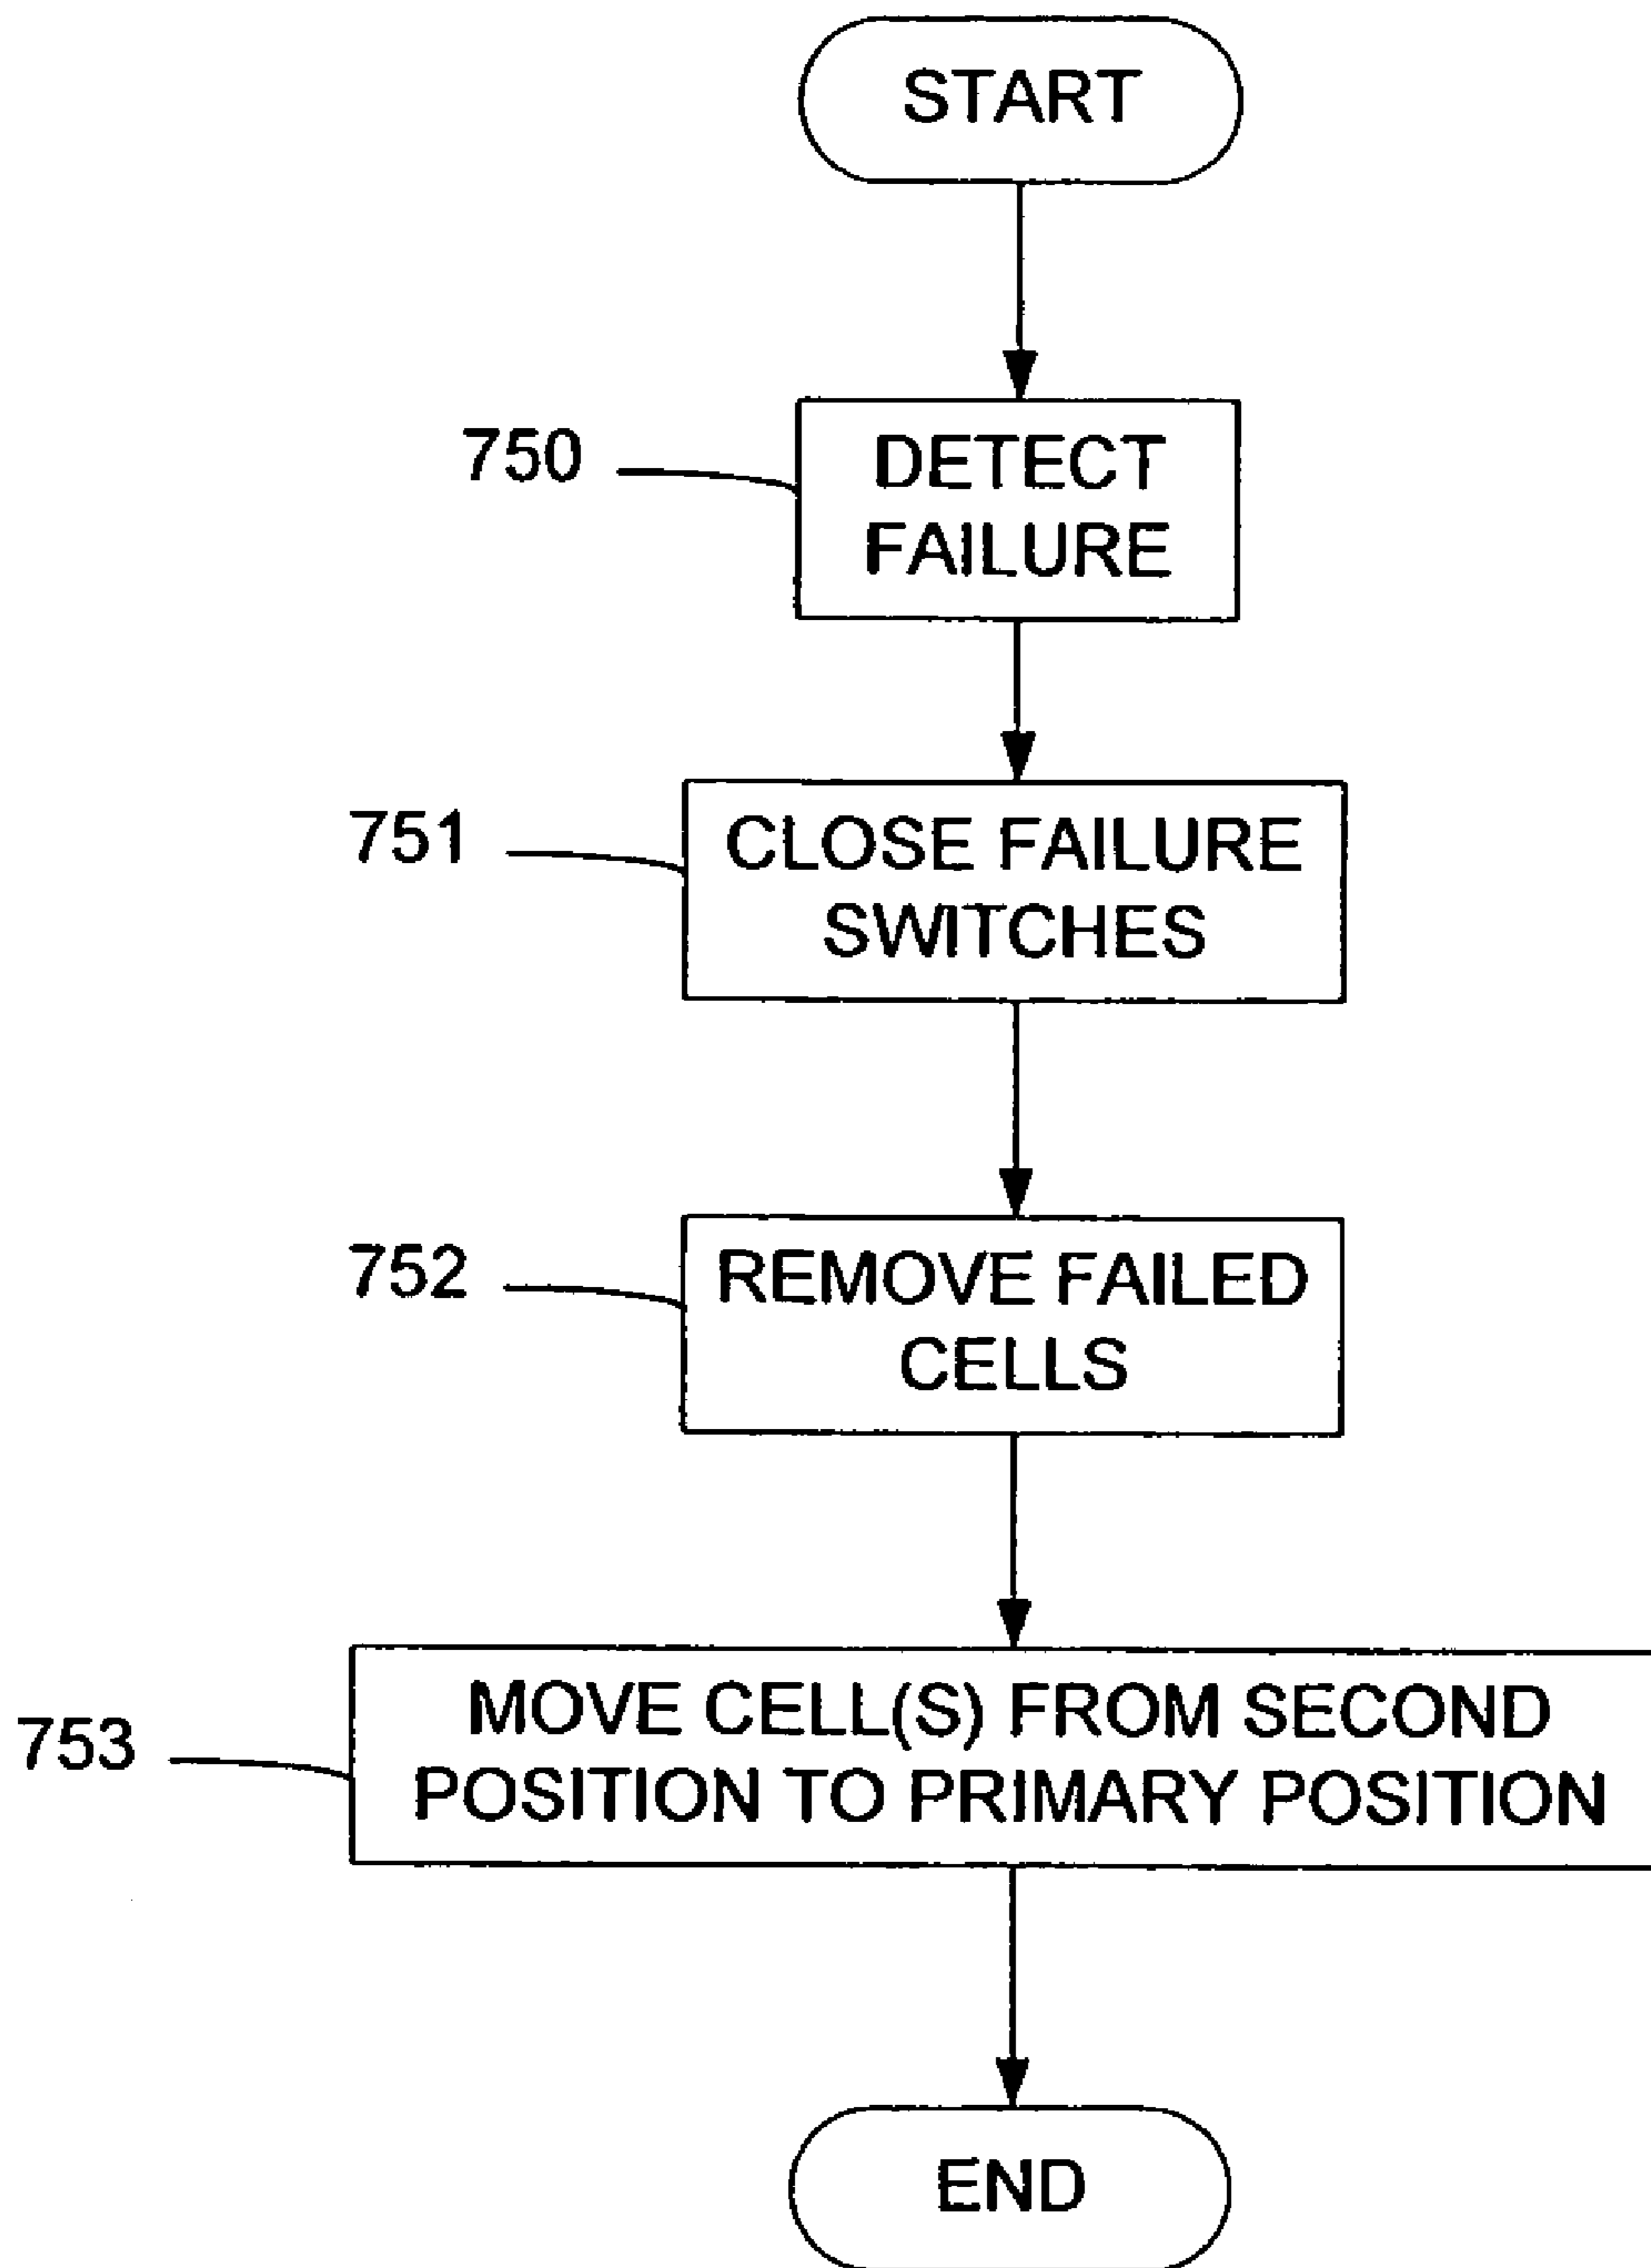 START
750
DETECT
FAILURE
751
CLOSE FAILURE
SWITCHES
752
REMOVE FAILED
CELLS
753
MOVE CELL(S) FROM SECOND
POSITION TO PRIMARY POSITION
END